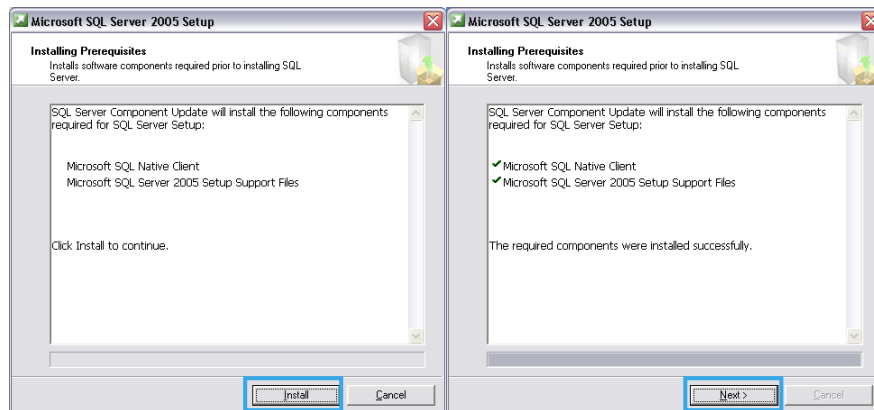 Microsoft SQL Server 2005 Setup
Installing Prerequisites
Installs software components required prior to installing SQL
Server.
SQL Server Component Update will install the following components
required for SQL Server Setup:
Microsoft SQL Native Client
Microsoft SQL Server 2005 Setup Support Files
Click Install to continue.
Install
Cancel
Microsoft SQL Server 2005 Setup
Installing Prerequisites
Installs software components required prior to installing SQL
Server.
SQL Server Component Update will install the following components
required for SQL Server Setup:
Microsoft SQL Native Client
Microsoft SQL Server 2005 Setup Support Files
The required components were installed successfully.
Next >
Cancel